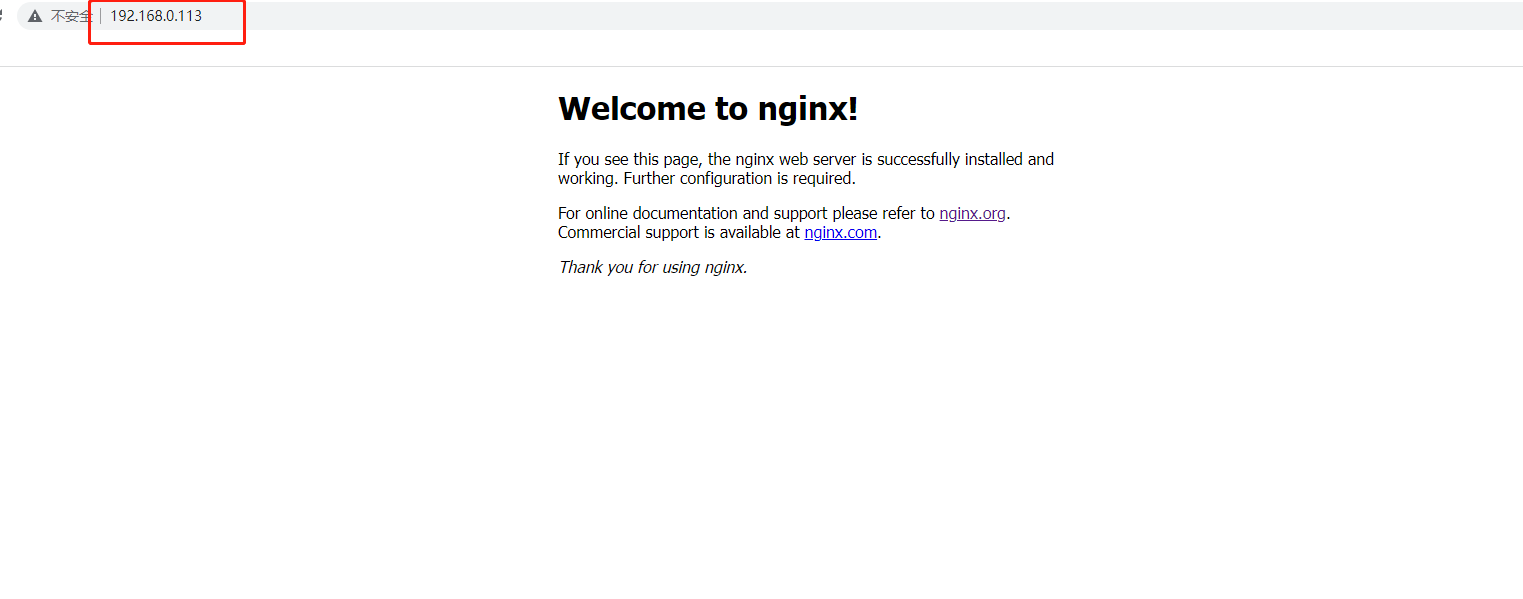 不安全 192.168.0.113
Welcome to nginx!
If you see this page, the nginx web server is successfully installed and
working. Further configuration is required.
For online documentation and support please refer to nginx.org.
Commercial support is available at nginx.com.
Thank you for using nginx.